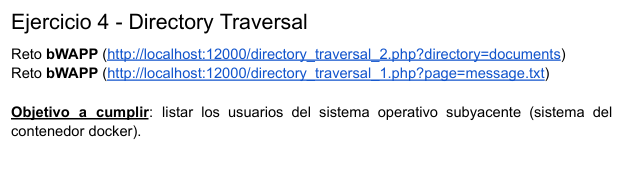 Ejercicio 4 - Directory Traversal
Reto bWAPP (http://localhost:12000/directory_traversal_2.php?directory=documents)
Reto bWAPP (http://localhost:12000/directory_traversal_1.php?page=message.txt)
Objetivo a cumplir: listar los usuarios del sistema operativo subyacente (sistema del
contenedor docker).